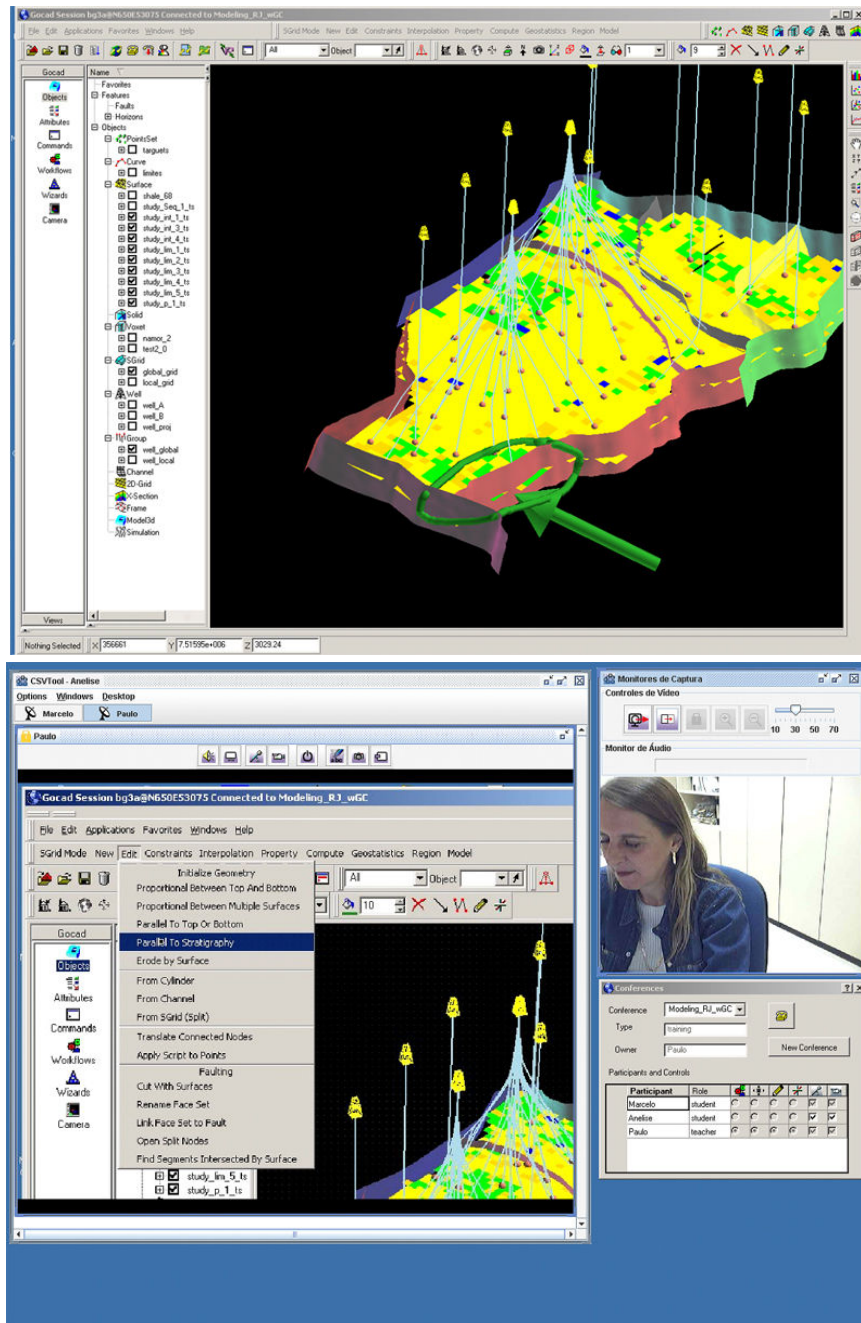 Gocad Session bg3a@N650ES3075 Connected to Modeling_RJ_wGC
File Edit Applications Favorites Windows Help
SGrid Mode New Edit Constraints Interpolation Property Compute Geostatistics Region Model
All Object 1 9
Gocad
Objects
Attributes
Commands
Workflows
Wizards
Camera
Views
Name
Favorites
Features
Faults
Horizons
Objects
PointsSet
targuets
Curve
limites
Surface
shale_68
study_Seq_1_ts
study_int_1_ts
study_int_3_ts
study_int_4_ts
study_lim_1_ts
study_lim_2_ts
study_lim_3_ts
study_lim_4_ts
study_lim_5_ts
study_p_1_ts
Solid
Voxet
namor_2
test2_0
SGrid
global_grid
local_grid
Well
well_A
well_B
well_proj
Group
well_global
well_local
Channel
2D-Grid
X-Section
Frame
Model3d
Simulation
Nothing Selected X 356661 Y 7.51595e+006 Z 3029.24
CSVTool - Anelise
Options Windows Desktop
Marcelo Paulo
Paulo
Gocad Session bg3a@N650ES3075 Connected to Modeling_RJ_wGC
File Edit Applications Favorites Windows Help
SGrid Mode New Edit Constraints Interpolation Property Compute Geostatistics Region Model
All Object
10
Gocad
Objects
Attributes
Commands
Workflows
Wizards
Camera
Initialize Geometry
Proportional Between Top And Bottom
Proportional Between Multiple Surfaces
Parallel To Top Or Bottom
Parallel To Stratigraphy
Erode by Surface
From Cylinder
From Channel
From SGrid (Split)
Translate Connected Nodes
Apply Script to Points
Faulting
Cut With Surfaces
Rename Face Set
Link Face Set to Fault
Open Split Nodes
Find Segments Intersected By Surface
study_lim_5_ts
study_p_1_ts
Monitores de Captura
Controles de Vídeo
10 30 50 70
Monitor de Áudio
Conferences
Conference Modeling_RJ_wGC
Type training
Owner Paulo New Conference
Participants and Controls
Participant Role
Marcelo student
Anelise student
Paulo teacher